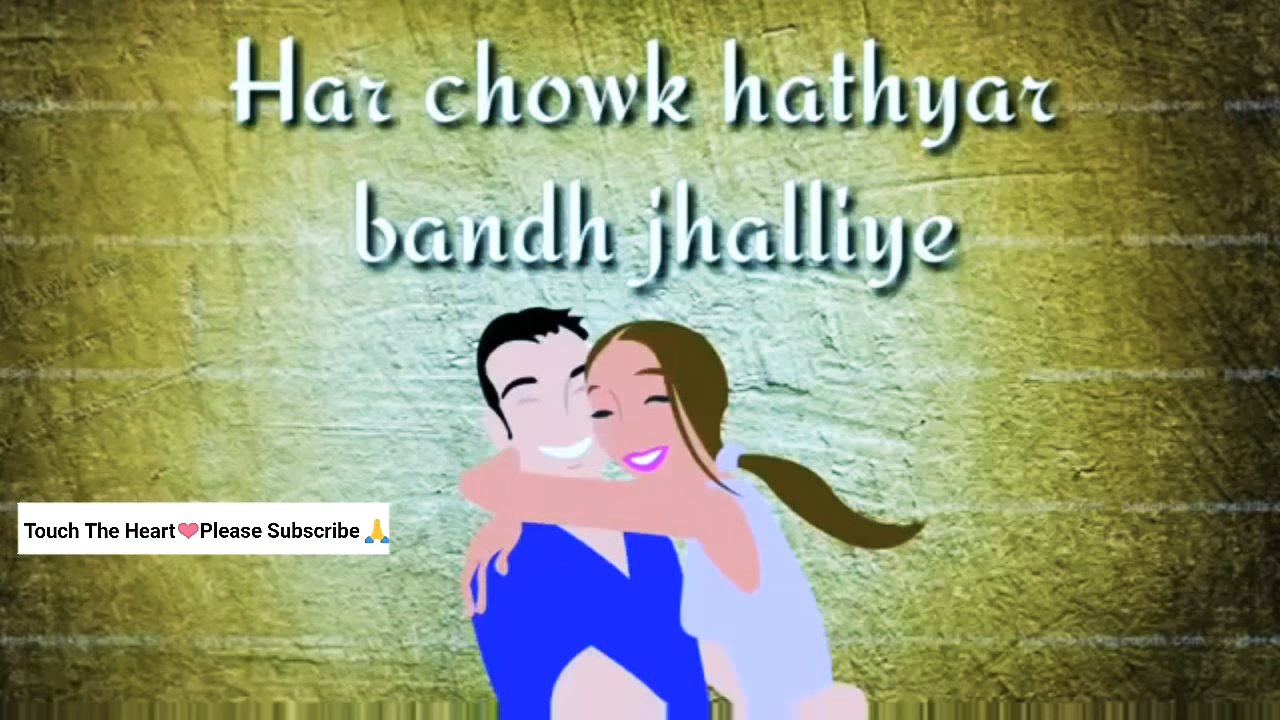 Har chowk hathyar
bandh jhalliye
Touch The Heart❤Please Subscribe 🙏